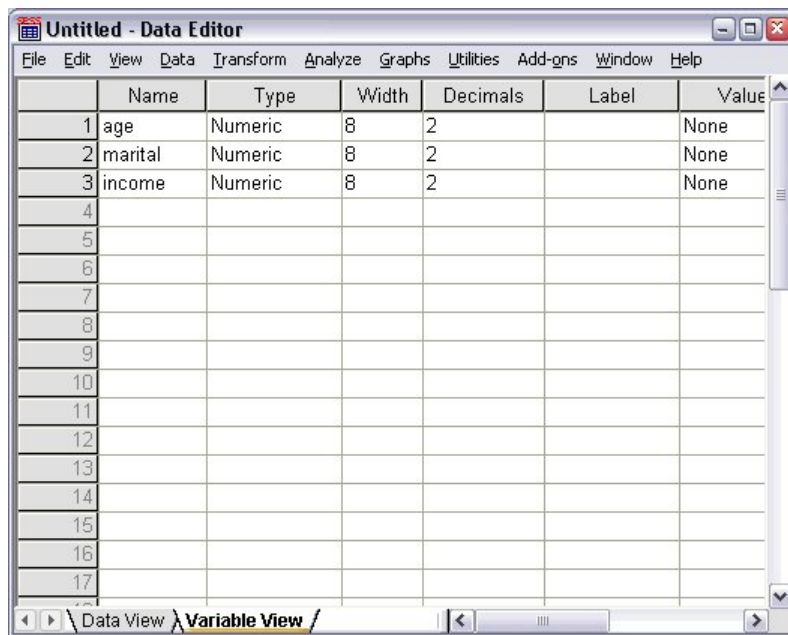 Untitled - Data Editor
File Edit View Data Transform Analyze Graphs Utilities Add-ons Window Help
Name Type Width Decimals Label Value
1 age Numeric 8 2 None
2 marital Numeric 8 2 None
3 income Numeric 8 2 None
4
5
6
7
8
9
10
11
12
13
14
15
16
17
Data View Variable View